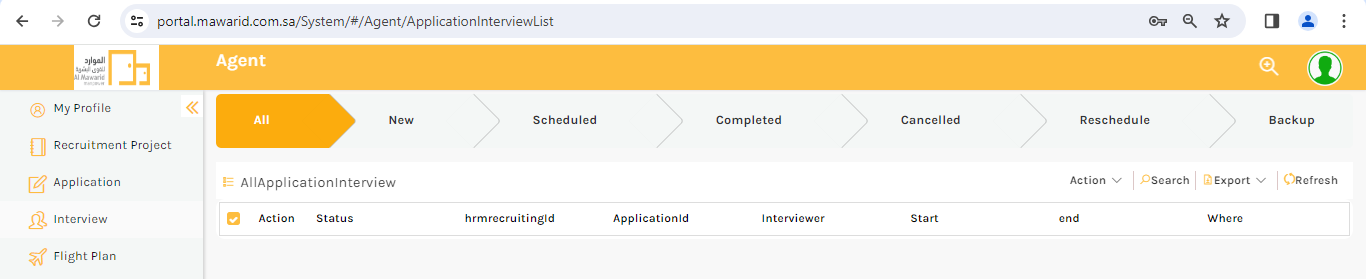 portal.mawarid.com.sa/System/#/Agent/ApplicationInterviewList
الموارد
Al Mawarid
Agent
My Profile
Recruitment Project
Application
Interview
Flight Plan
All
New
Scheduled
Completed
Cancelled
Reschedule
Backup
AllApplicationInterview
Action
Search
Export
Refresh
Action Status hrmrecruitingId ApplicationId Interviewer Start end Where